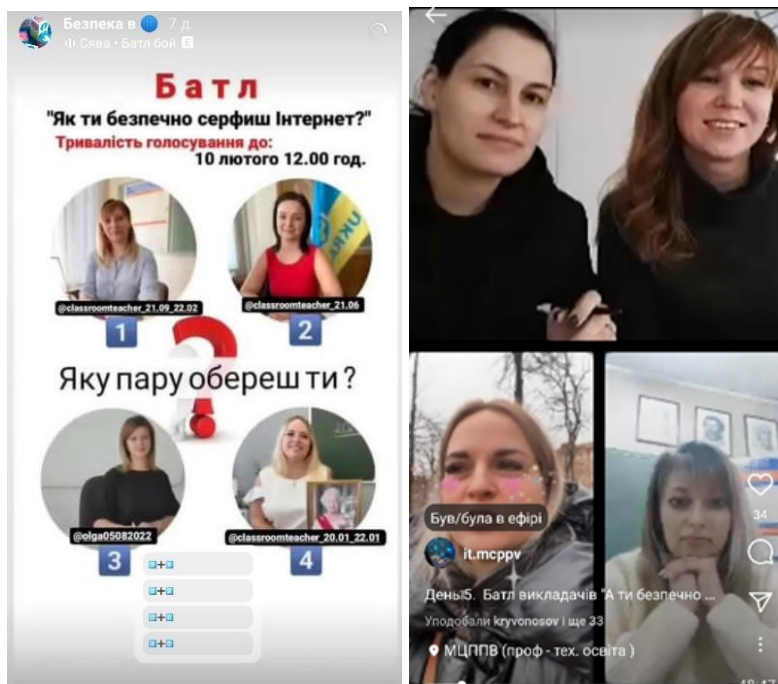 Безпека в 7 д.
Сява • Батл бой E
Батл
"Як ти безпечно серфиш Інтернет?"
Тривалість голосування до:
10 лютого 12.00 год.
@classroomteacher_21.09_22.02
@classroomteacher_21.06
1
2
Яку пару обереш ти?
@olga05082022
@classroomteacher_20.01_22.01
3
4
+
+
+
+
Був/була в ефірі
it.mcppv
День5. Батл викладачів "А ти безпечно ...
Уподобали kryvonosov і ще 33
МЦППВ (проф - тех. освіта )
34